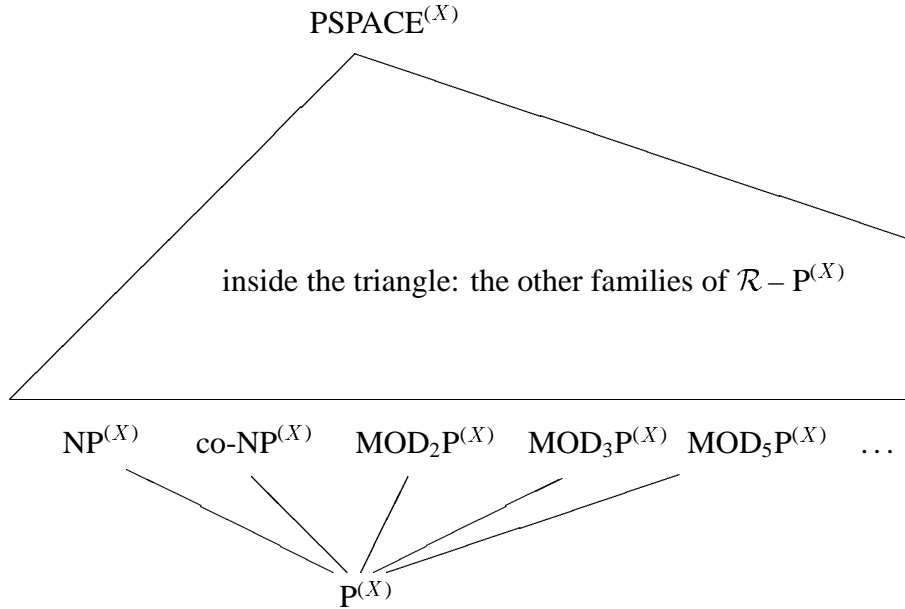 PSPACE^(X)
inside the triangle: the other families of ℛ – P^(X)
NP^(X) co-NP^(X) MOD₂P^(X) MOD₃P^(X) MOD₅P^(X) ...
P^(X)